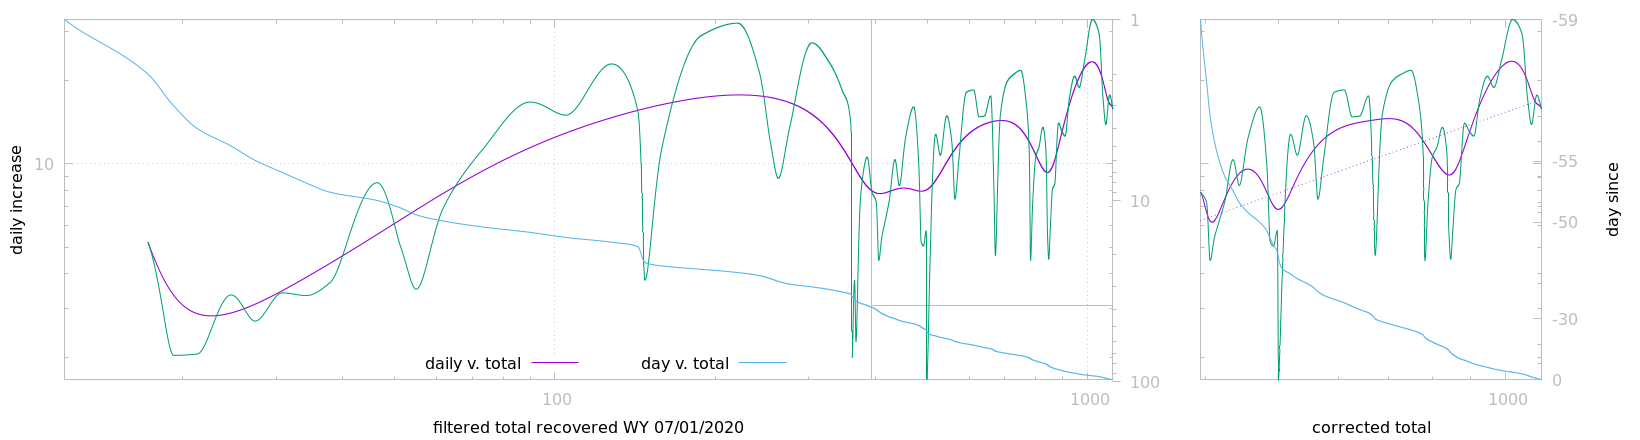 daily increase
10
daily v. total
day v. total
100
1000
filtered total recovered WY 07/01/2020
1
10
100
-59
-55
-50
-30
0
day since
1000
corrected total